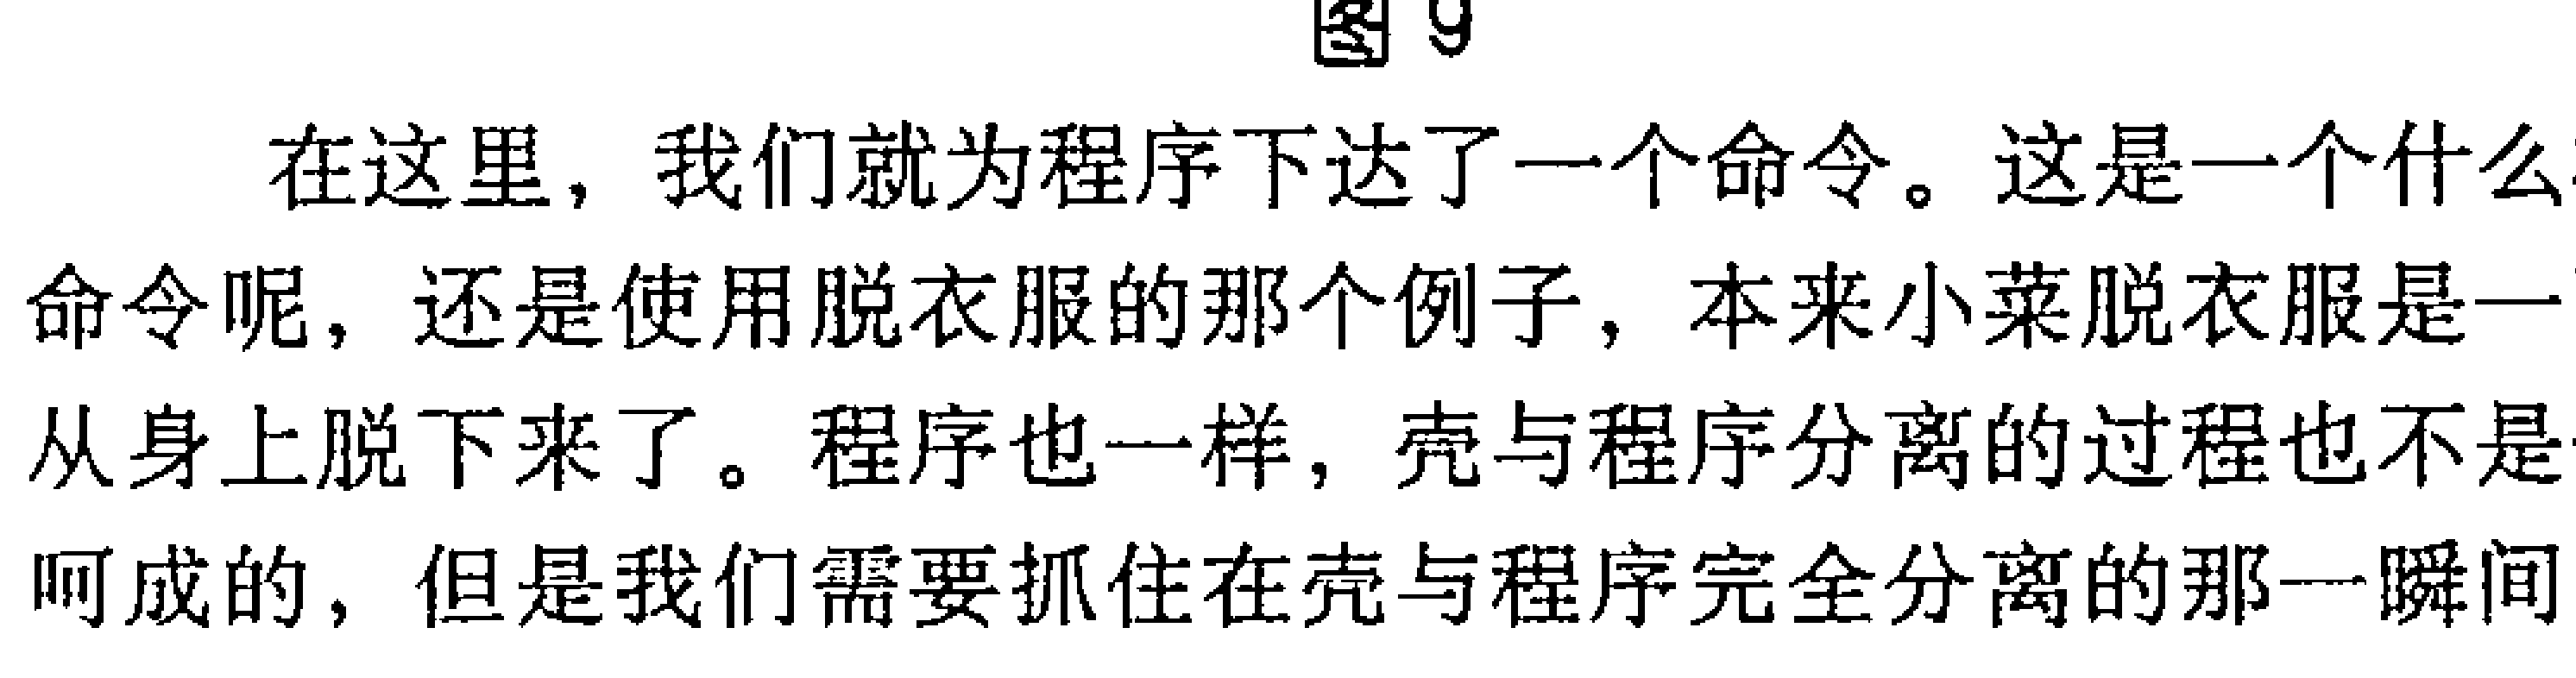 图 9
在这里，我们就为程序下达了一个命令。这是一个什么
命令呢，还是使用脱衣服的那个例子，本来小菜脱衣服是一
从身上脱下来了。程序也一样，壳与程序分离的过程也不是
呵成的，但是我们需要抓住在壳与程序完全分离的那一瞬间